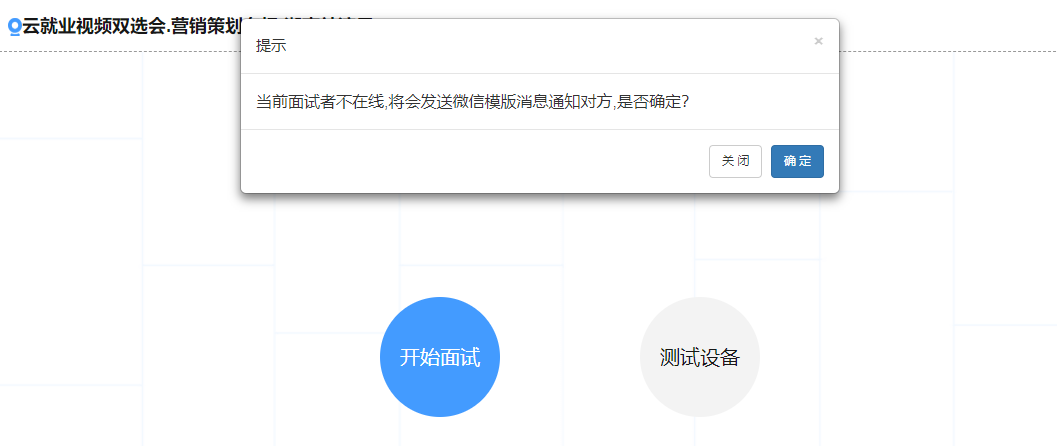 云就业视频双选会.营销策划
提示
×
当前面试者不在线,将会发送微信模版消息通知对方,是否确定?
关闭
确定
开始面试
测试设备